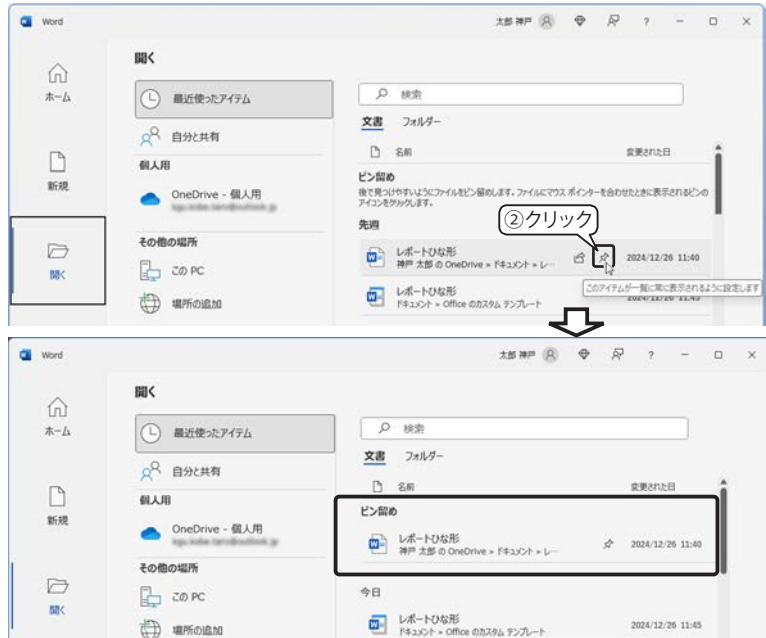 Word
太郎 神戸
?
開く
ホーム
新規
開く
最近使ったアイテム
自分と共有
個人用
OneDrive - 個人用
その他の場所
この PC
場所の追加
検索
文書 フォルダー
名前 変更された日
ピン留め
後で見つけやすいようにファイルをピン留めします。ファイルにマウス ポインターを合わせたときに表示されるピンの
アイコンをクリックします。
②クリック
先週
レポートひな形
神戸 太郎 の OneDrive » ドキュメント » レ…
2024/12/26 11:40
このアイテムが一覧に常に表示されるように設定します
レポートひな形
ドキュメント » Office のカスタム テンプレート
Word
太郎 神戸
?
開く
ホーム
新規
開く
最近使ったアイテム
自分と共有
個人用
OneDrive - 個人用
その他の場所
この PC
場所の追加
検索
文書 フォルダー
名前 変更された日
ピン留め
レポートひな形
神戸 太郎 の OneDrive » ドキュメント » レ…
2024/12/26 11:40
今日
レポートひな形
ドキュメント » Office のカスタム テンプレート
2024/12/26 11:45